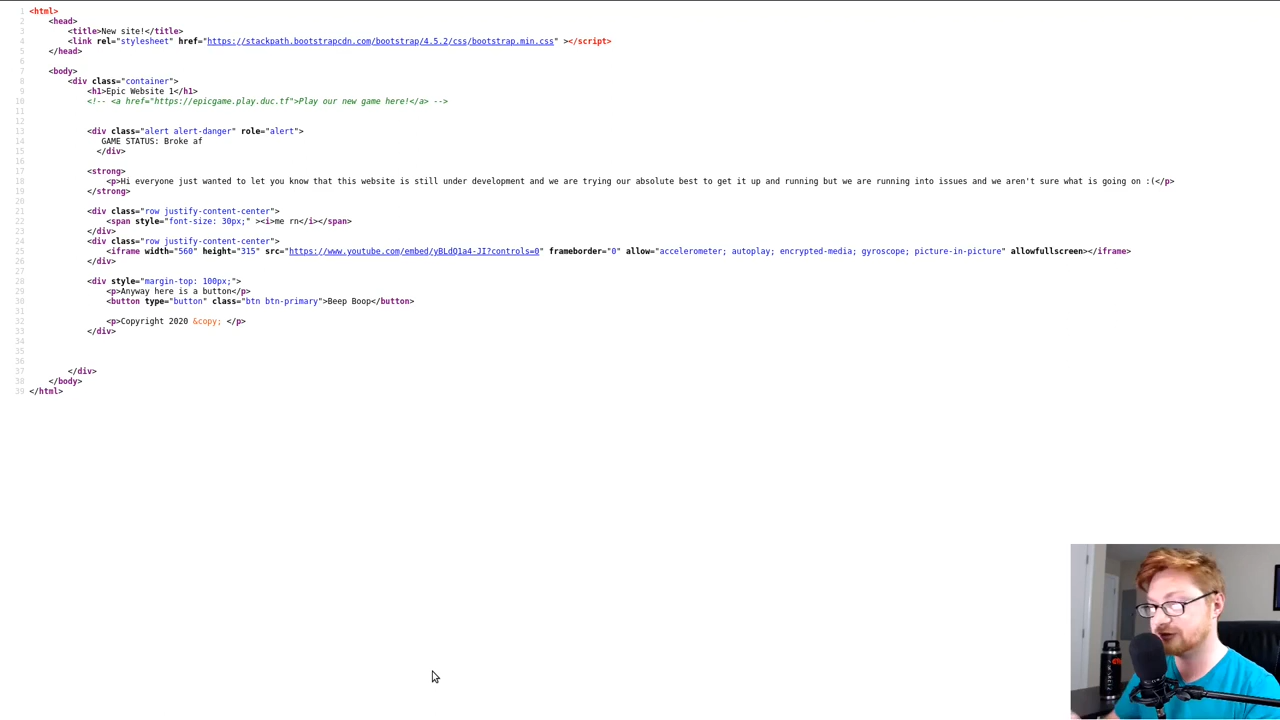 1 <html>
2 <head>
3 <title>New site!</title>
4 <link rel="stylesheet" href="https://stackpath.bootstrapcdn.com/bootstrap/4.5.2/css/bootstrap.min.css" ></script>
5 </head>
6
7 <body>
8 <div class="container">
9 <h1>Epic Website 1</h1>
10 <!-- <a href="https://epicgame.play.duc.tf">Play our new game here!</a> -->
11
12
13 <div class="alert alert-danger" role="alert">
14 GAME STATUS: Broke af
15 </div>
16
17 <strong>
18 <p>Hi everyone just wanted to let you know that this website is still under development and we are trying our absolute best to get it up and running but we are running into issues and we aren't sure what is going on :(</p>
19 </strong>
20
21 <div class="row justify-content-center">
22 <span style="font-size: 30px;" ><i>me rn</i></span>
23 </div>
24 <div class="row justify-content-center">
25 <iframe width="560" height="315" src="https://www.youtube.com/embed/yBLdQ1a4-JI?controls=0" frameborder="0" allow="accelerometer; autoplay; encrypted-media; gyroscope; picture-in-picture" allowfullscreen></iframe>
26 </div>
27
28 <div style="margin-top: 100px;">
29 <p>Anyway here is a button</p>
30 <button type="button" class="btn btn-primary">Beep Boop</button>
31
32 <p>Copyright 2020 &copy; </p>
33 </div>
34
35
36
37 </div>
38 </body>
39 </html>